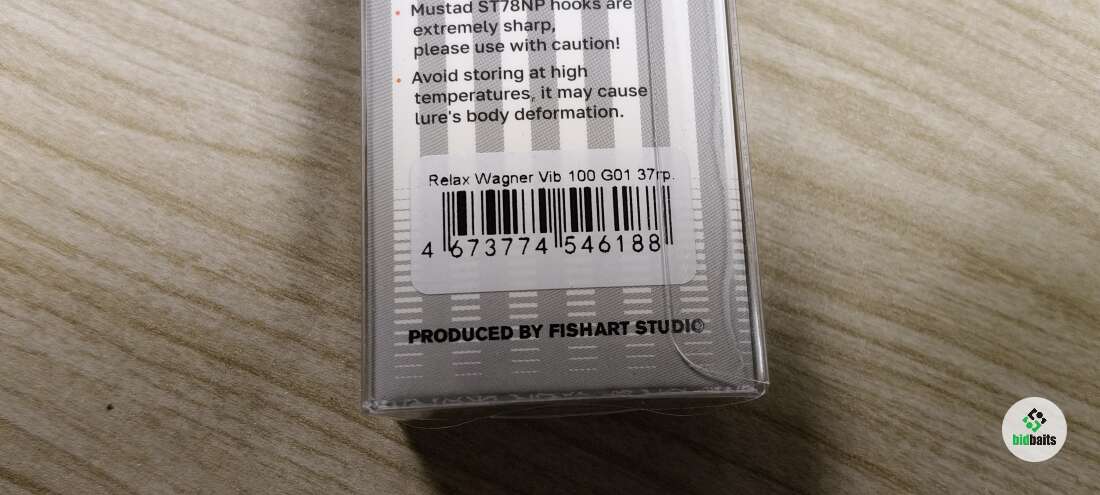 • Mustad ST78NP hooks are
extremely sharp,
please use with caution!
• Avoid storing at high
temperatures, it may cause
lure's body deformation.
Relax Wagner Vib 100 G01 37гр.
4 673774 546188
PRODUCED BY FISHART STUDIO
bidbaits